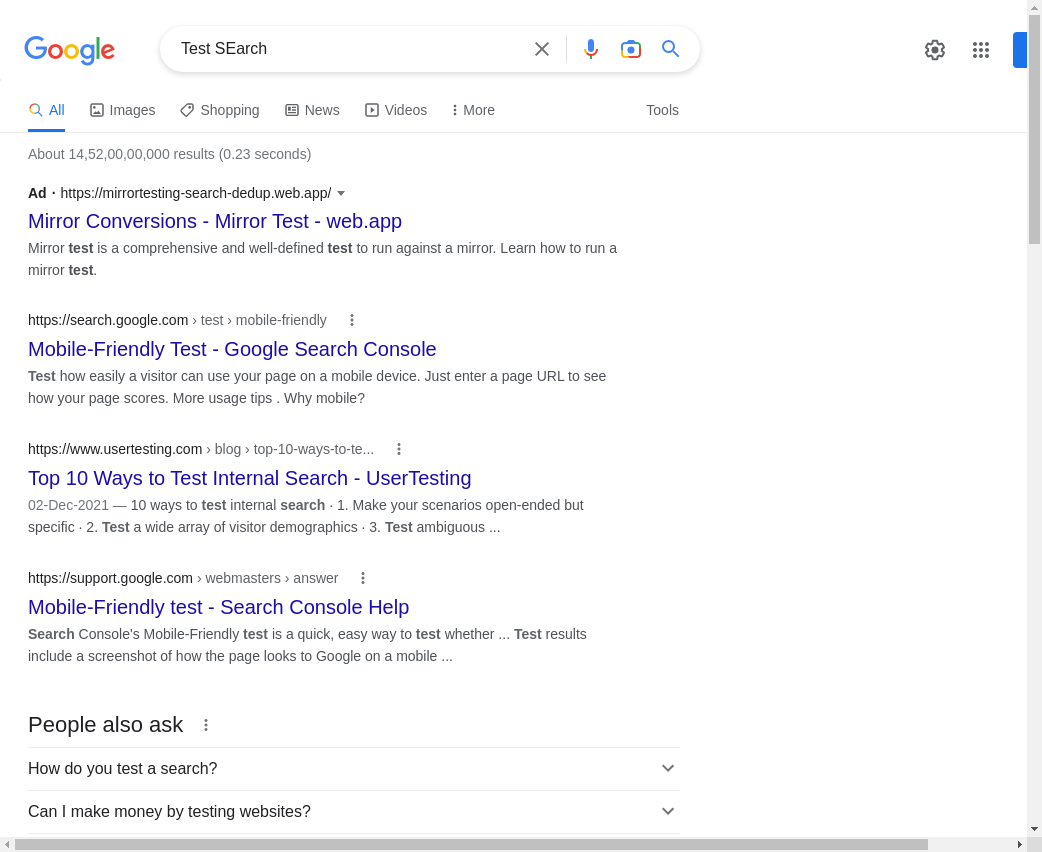 Google
Test SEarch
All
Images
Shopping
News
Videos
More
Tools
About 14,52,00,00,000 results (0.23 seconds)
Ad · https://mirrortesting-search-dedup.web.app/
Mirror Conversions - Mirror Test - web.app
Mirror test is a comprehensive and well-defined test to run against a mirror. Learn how to run a
mirror test.
https://search.google.com › test › mobile-friendly
Mobile-Friendly Test - Google Search Console
Test how easily a visitor can use your page on a mobile device. Just enter a page URL to see
how your page scores. More usage tips . Why mobile?
https://www.usertesting.com › blog › top-10-ways-to-te...
Top 10 Ways to Test Internal Search - UserTesting
02-Dec-2021 — 10 ways to test internal search · 1. Make your scenarios open-ended but
specific · 2. Test a wide array of visitor demographics · 3. Test ambiguous ...
https://support.google.com › webmasters › answer
Mobile-Friendly test - Search Console Help
Search Console's Mobile-Friendly test is a quick, easy way to test whether ... Test results
include a screenshot of how the page looks to Google on a mobile ...
People also ask
How do you test a search?
Can I make money by testing websites?